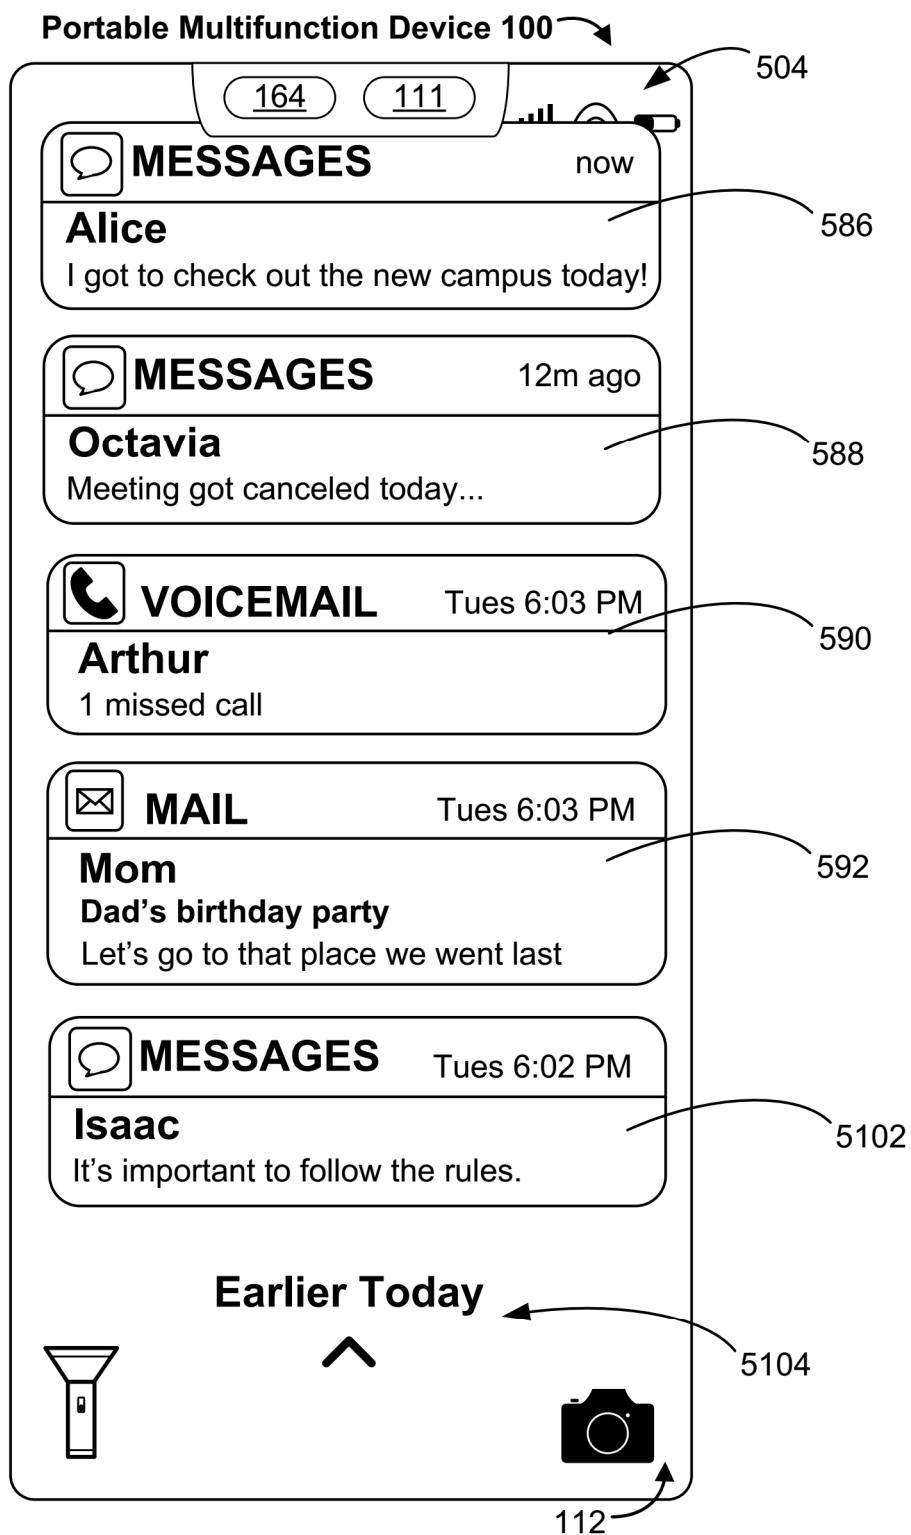 Portable Multifunction Device 100
504
164 111
MESSAGES now
586
Alice
I got to check out the new campus today!
MESSAGES 12m ago
Octavia
588
Meeting got canceled today...
VOICEMAIL Tues 6:03 PM
590
Arthur
1 missed call
MAIL Tues 6:03 PM
Mom
592
Dad’s birthday party
Let’s go to that place we went last
MESSAGES Tues 6:02 PM
Isaac
5102
It’s important to follow the rules.
Earlier Today
5104
112